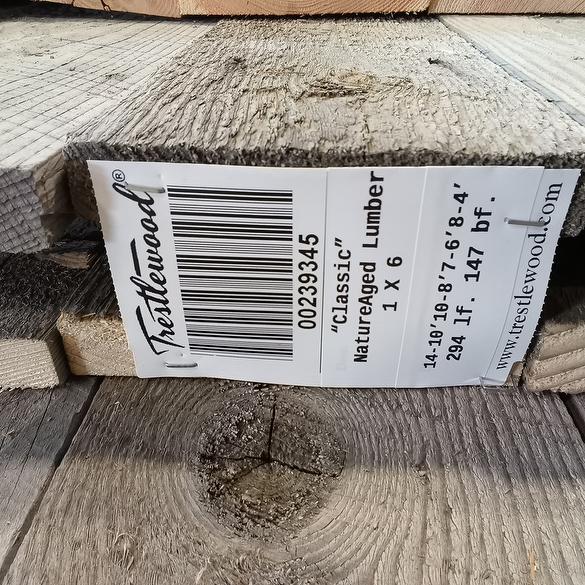 Trestlewood®
00239345
"Classic"
NatureAged Lumber
1 X 6
14-10'10-8'7-6'8-4'
294 lf. 147 bf.
www.trestlewood.com